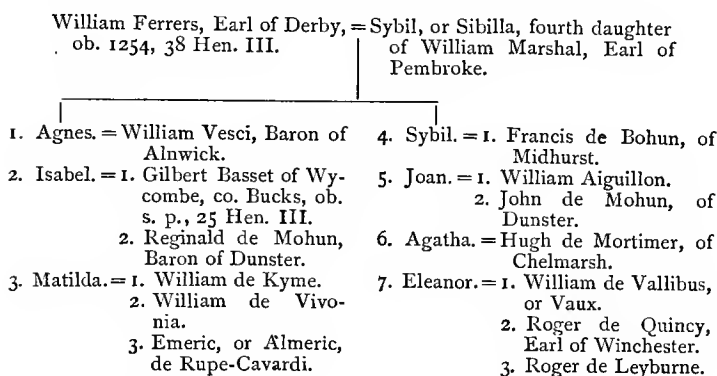 William Ferrers, Earl of Derby, = Sybil, or Sibilla, fourth daughter
ob. 1254, 38 Hen. III. of William Marshal, Earl of
Pembroke.
1. Agnes. = William Vesci, Baron of
Alnwick.
2. Isabel. = 1. Gilbert Basset of Wy-
combe, co. Bucks, ob.
s. p., 25 Hen. III.
2. Reginald de Mohun,
Baron of Dunster.
3. Matilda. = 1. William de Kyme.
2. William de Vivo-
nia.
3. Emeric, or Almeric,
de Rupe-Cavardi.
4. Sybil. = 1. Francis de Bohun, of
Midhurst.
5. Joan. = 1. William Aiguillon.
2. John de Mohun, of
Dunster.
6. Agatha. = Hugh de Mortimer, of
Chelmarsh.
7. Eleanor. = 1. William de Vallibus,
or Vaux.
2. Roger de Quincy,
Earl of Winchester.
3. Roger de Leyburne.